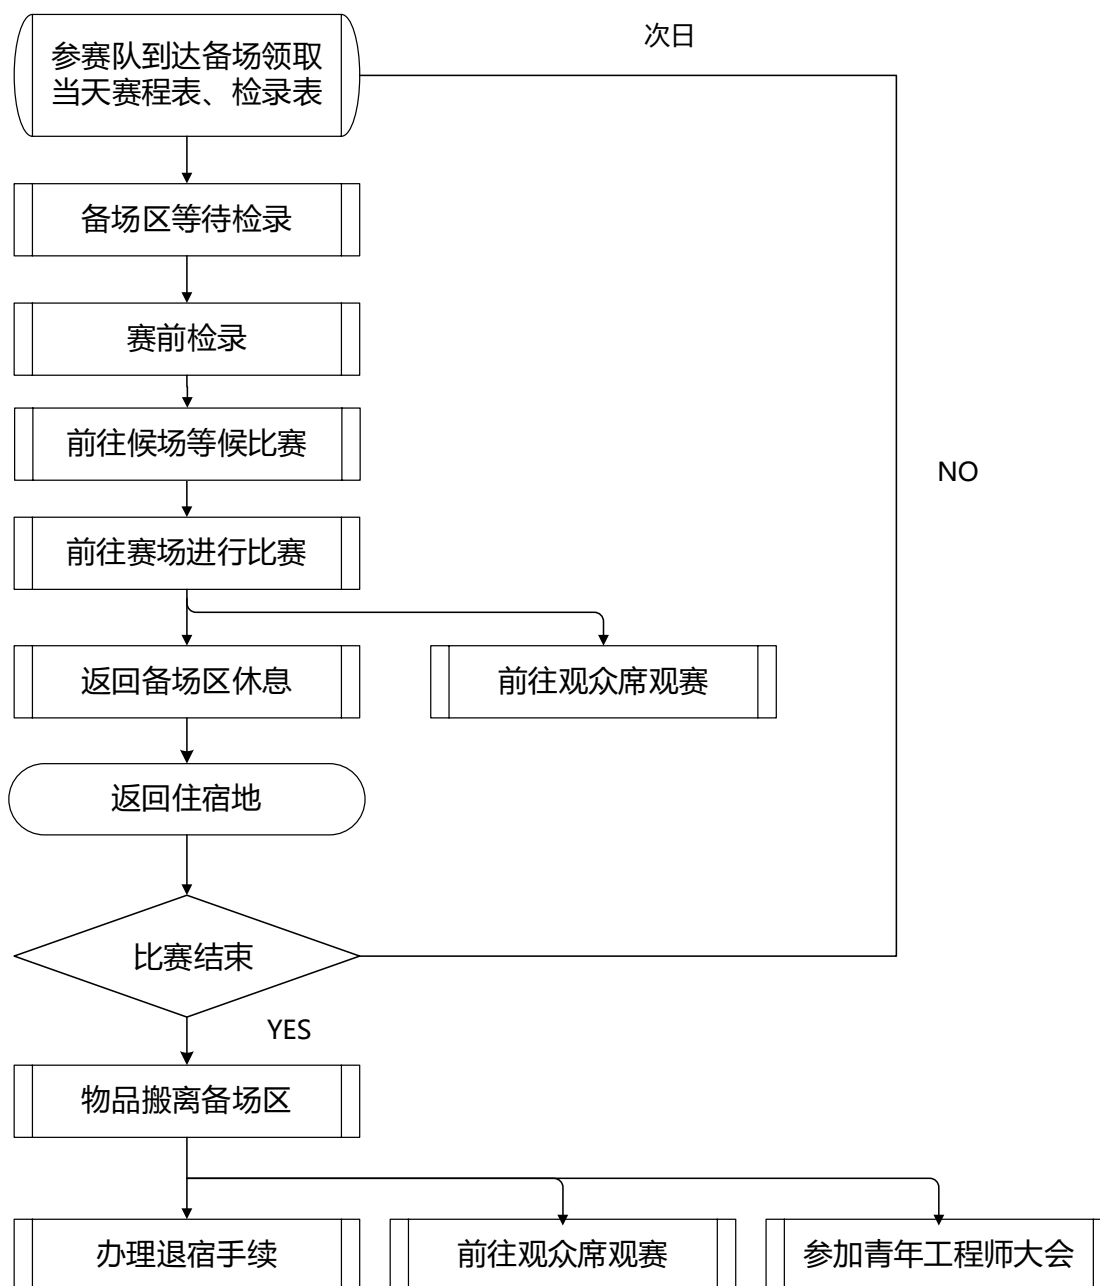 参赛队到达备场领取
当天赛程表、检录表
次日
备场区等待检录
赛前检录
前往候场等候比赛
NO
前往赛场进行比赛
返回备场区休息
前往观众席观赛
返回住宿地
比赛结束
YES
物品搬离备场区
办理退宿手续
前往观众席观赛
参加青年工程师大会